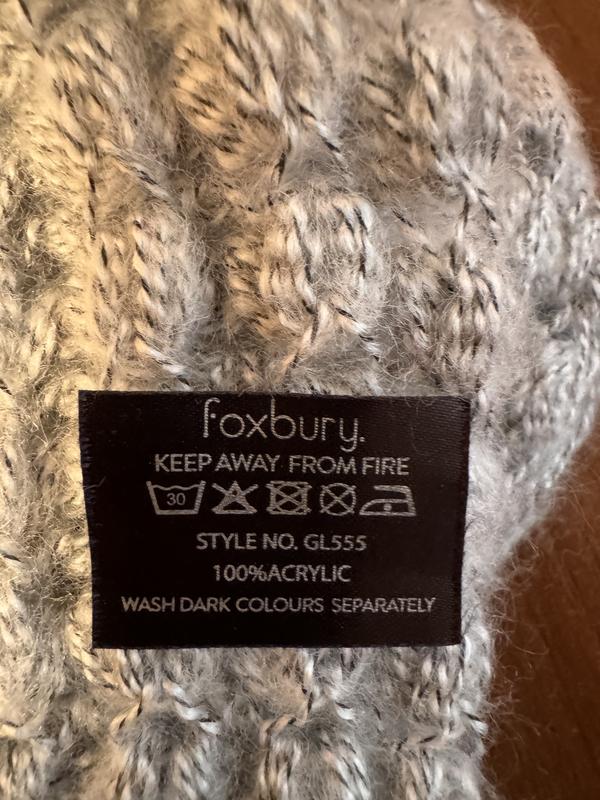 foxbury.
KEEP AWAY FROM FIRE
30
STYLE NO. GL555
100%ACRYLIC
WASH DARK COLOURS SEPARATELY